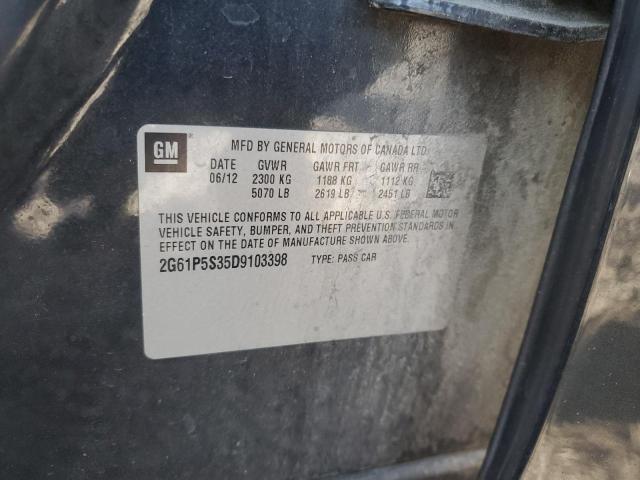 GM
MFD BY GENERAL MOTORS OF CANADA LTD
DATE GVWR GAWR FRT GAWR RR
06/12 2300 KG 1188 KG 1112 KG
5070 LB 2619 LB 2451 LB
THIS VEHICLE CONFORMS TO ALL APPLICABLE U.S. FEDERAL MOTOR
VEHICLE SAFETY, BUMPER, AND THEFT PREVENTION STANDARDS IN
EFFECT ON THE DATE OF MANUFACTURE SHOWN ABOVE.
2G61P5S35D9103398 TYPE: PASS CAR